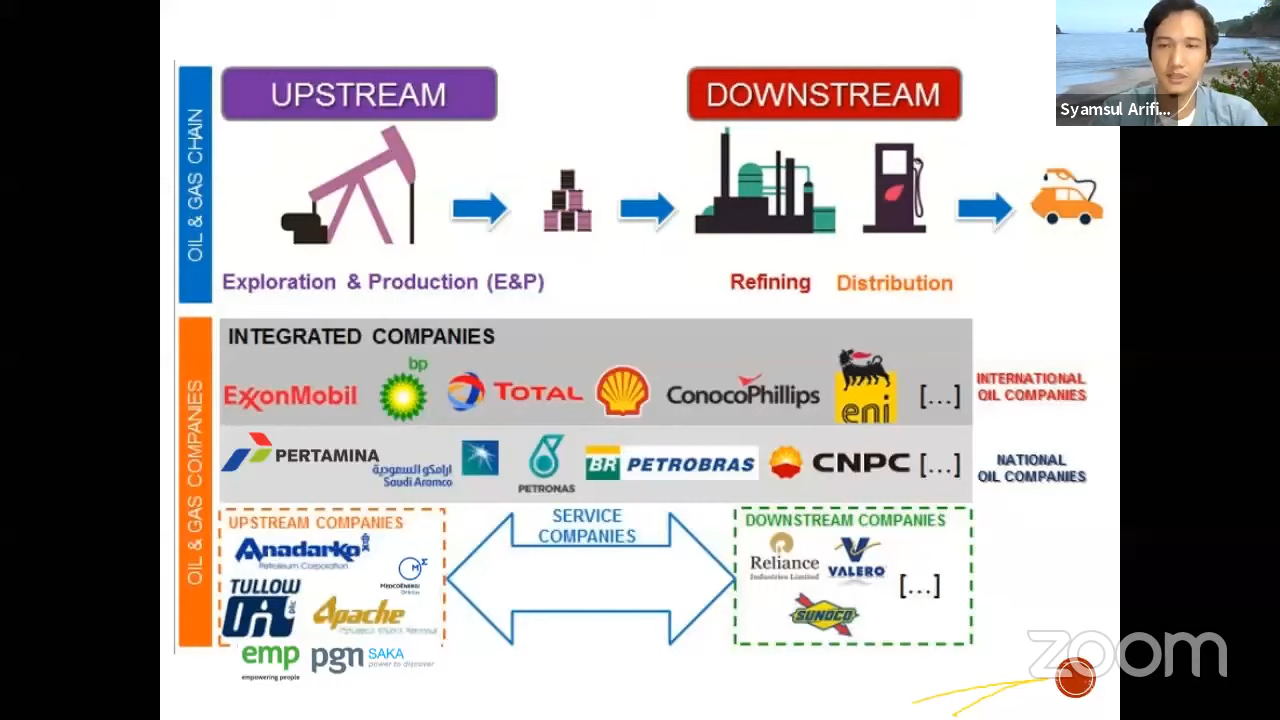 UPSTREAM
DOWNSTREAM
Syamsul Arifi...
OIL & GAS CHAIN
Exploration & Production (E&P)
Refining
Distribution
OIL & GAS COMPANIES
INTEGRATED COMPANIES
ExxonMobil
bp
TOTAL
ConocoPhillips
eni
[...]
INTERNATIONAL
OIL COMPANIES
PERTAMINA
ارامكو السعودية
Saudi Aramco
PETRONAS
BR PETROBRAS
CNPC
[...]
NATIONAL
OIL COMPANIES
UPSTREAM COMPANIES
Anadarko
Petroleum Corporation
MEDCOENERGI
TULLOW
OIL plc
Apache
emp
empowering people
pgn SAKA
power to discover
SERVICE
COMPANIES
DOWNSTREAM COMPANIES
Reliance
Industries Limited
VALERO
[...]
SUNOCO
zoom